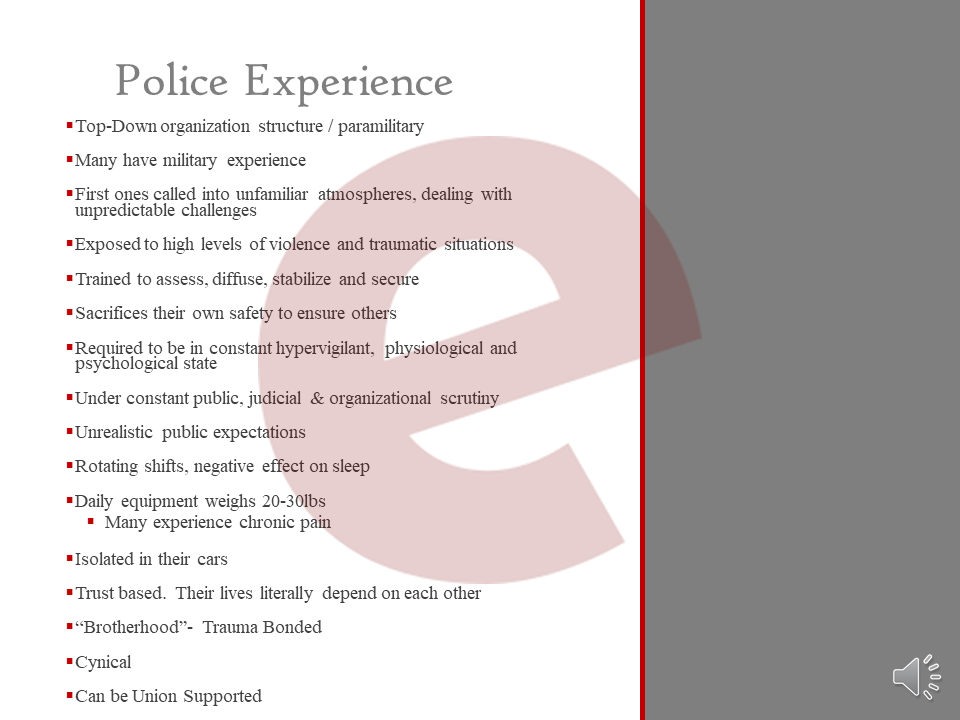 Police Experience
▪Top-Down organization structure / paramilitary
▪Many have military experience
▪First ones called into unfamiliar atmospheres, dealing with
unpredictable challenges
▪Exposed to high levels of violence and traumatic situations
▪Trained to assess, diffuse, stabilize and secure
▪Sacrifices their own safety to ensure others
▪Required to be in constant hypervigilant, physiological and
psychological state
▪Under constant public, judicial & organizational scrutiny
▪Unrealistic public expectations
▪Rotating shifts, negative effect on sleep
▪Daily equipment weighs 20-30lbs
▪ Many experience chronic pain
▪Isolated in their cars
▪Trust based. Their lives literally depend on each other
▪“Brotherhood”- Trauma Bonded
▪Cynical
▪Can be Union Supported
e